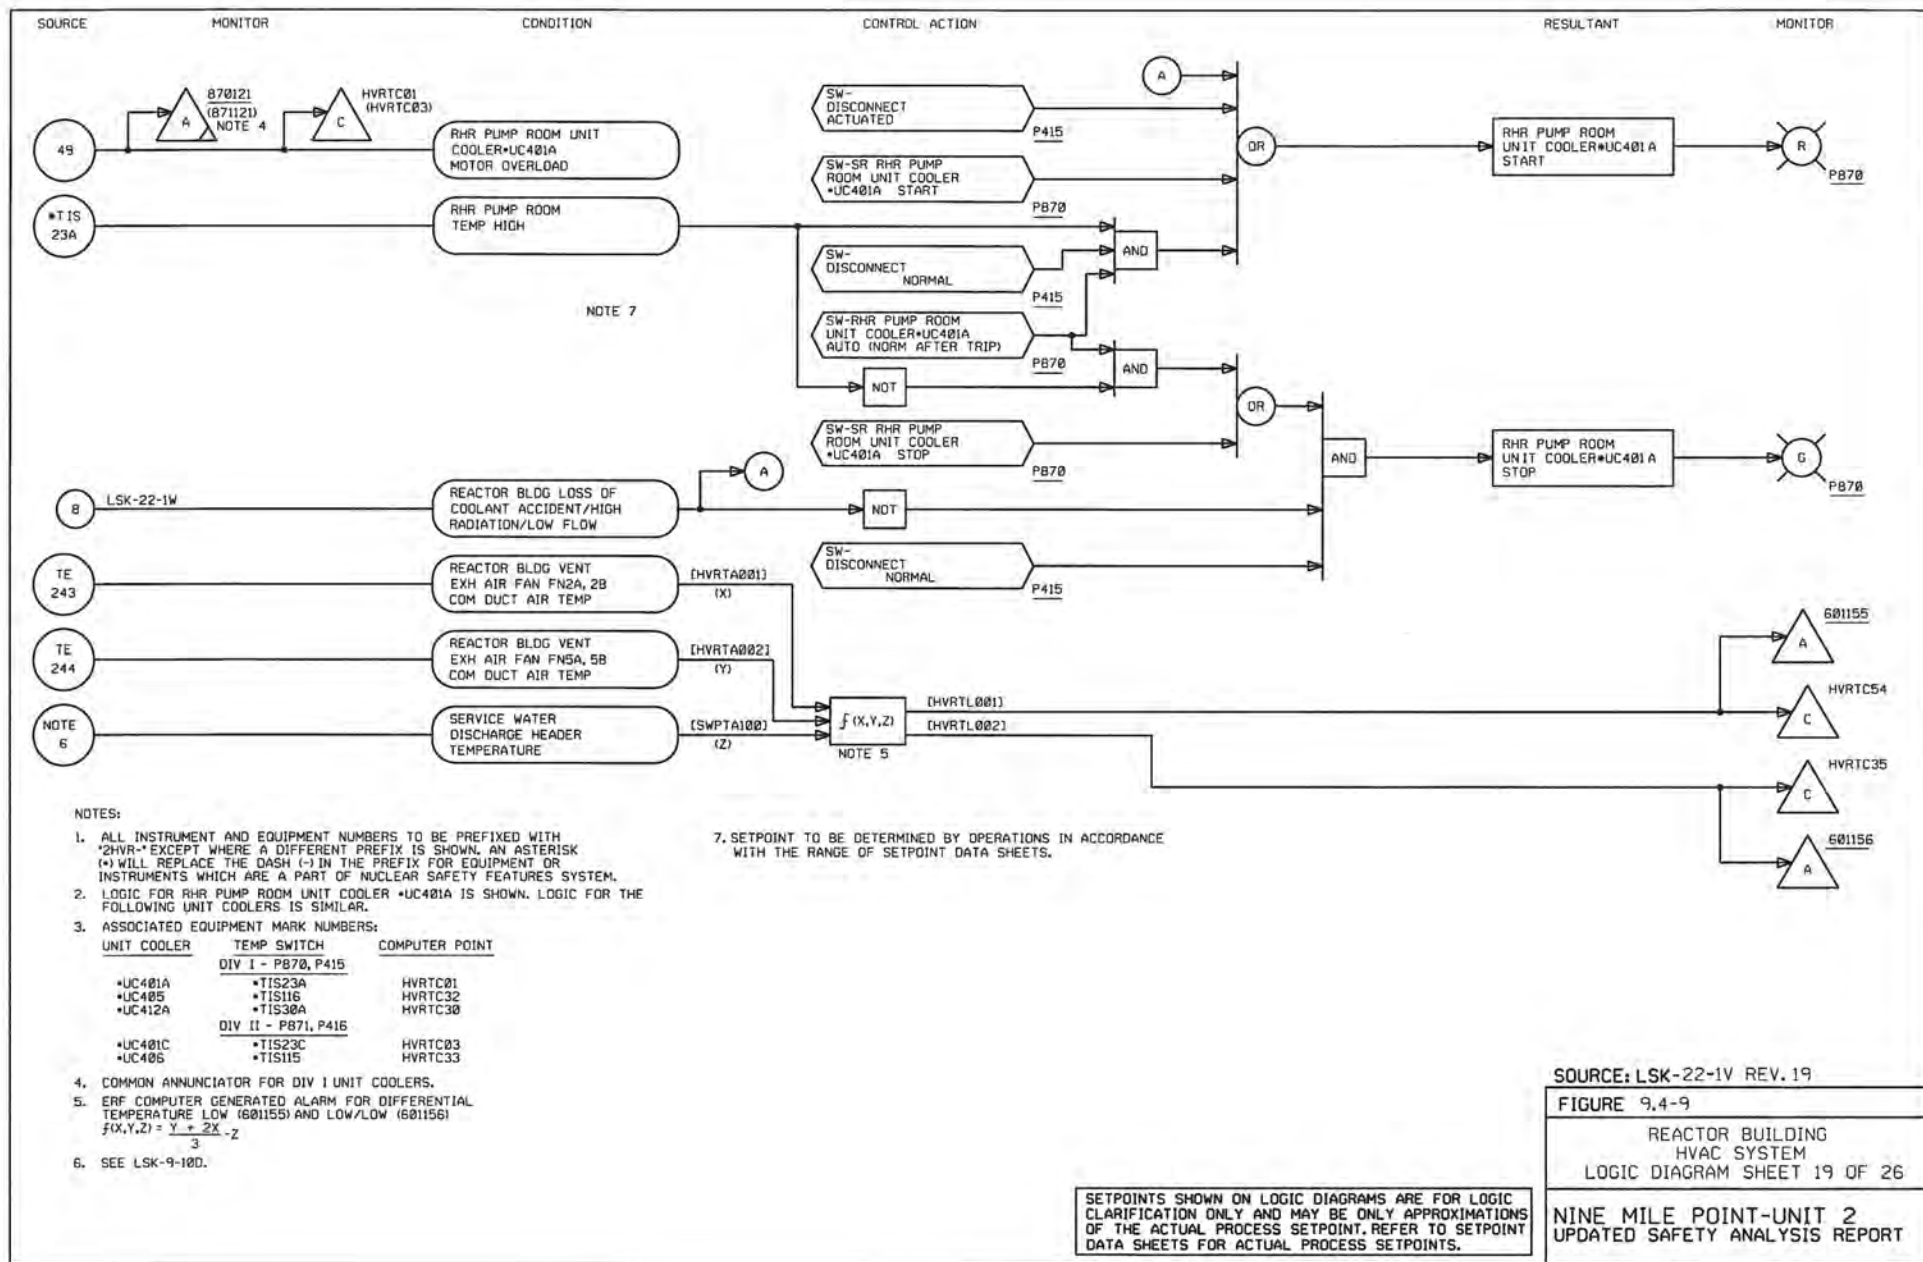 SOURCE
MONITOR
CONDITION
CONTROL ACTION
RESULTANT
MONITOR
A
SW-
DISCONNECT
ACTUATED
P415
49
A
870121
(871121)
NOTE 4
C
HVRTC01
(HVRTC03)
RHR PUMP ROOM UNIT
COOLER*UC401A
MOTOR OVERLOAD
OR
RHR PUMP ROOM
UNIT COOLER*UC401A
START
R
P870
SW-SR RHR PUMP
ROOM UNIT COOLER
*UC401A START
P870
*TIS
23A
RHR PUMP ROOM
TEMP HIGH
AND
SW-
DISCONNECT
NORMAL
P415
NOTE 7
SW-RHR PUMP ROOM
UNIT COOLER*UC401A
AUTO (NORM AFTER TRIP)
P870
AND
NOT
OR
SW-SR RHR PUMP
ROOM UNIT COOLER
*UC401A STOP
P870
AND
RHR PUMP ROOM
UNIT COOLER*UC401A
STOP
G
P870
A
8
LSK-22-1W
REACTOR BLDG LOSS OF
COOLANT ACCIDENT/HIGH
RADIATION/LOW FLOW
NOT
SW-
DISCONNECT
NORMAL
P415
TE
243
REACTOR BLDG VENT
EXH AIR FAN FN2A, 2B
COM DUCT AIR TEMP
[HVRTA001]
(X)
TE
244
REACTOR BLDG VENT
EXH AIR FAN FN5A, 5B
COM DUCT AIR TEMP
[HVRTA002]
(Y)
NOTE
6
SERVICE WATER
DISCHARGE HEADER
TEMPERATURE
[SWPTA100]
(Z)
f (X,Y,Z)
NOTE 5
[HVRTL001]
[HVRTL002]
A
601155
C
HVRTC54
C
HVRTC35
A
601156
NOTES:
1. ALL INSTRUMENT AND EQUIPMENT NUMBERS TO BE PREFIXED WITH
"2HVR-" EXCEPT WHERE A DIFFERENT PREFIX IS SHOWN. AN ASTERISK
(*) WILL REPLACE THE DASH (-) IN THE PREFIX FOR EQUIPMENT OR
INSTRUMENTS WHICH ARE A PART OF NUCLEAR SAFETY FEATURES SYSTEM.
2. LOGIC FOR RHR PUMP ROOM UNIT COOLER *UC401A IS SHOWN. LOGIC FOR THE
FOLLOWING UNIT COOLERS IS SIMILAR.
3. ASSOCIATED EQUIPMENT MARK NUMBERS:
UNIT COOLER TEMP SWITCH COMPUTER POINT
DIV I - P870, P415
*UC401A *TIS23A HVRTC01
*UC405 *TIS116 HVRTC32
*UC412A *TIS30A HVRTC30
DIV II - P871, P416
*UC401C *TIS23C HVRTC03
*UC406 *TIS115 HVRTC33
4. COMMON ANNUNCIATOR FOR DIV I UNIT COOLERS.
5. ERF COMPUTER GENERATED ALARM FOR DIFFERENTIAL
TEMPERATURE LOW (601155) AND LOW/LOW (601156)
f(X,Y,Z) = Y + 2X
3 -Z
6. SEE LSK-9-10D.
7. SETPOINT TO BE DETERMINED BY OPERATIONS IN ACCORDANCE
WITH THE RANGE OF SETPOINT DATA SHEETS.
SETPOINTS SHOWN ON LOGIC DIAGRAMS ARE FOR LOGIC
CLARIFICATION ONLY AND MAY BE ONLY APPROXIMATIONS
OF THE ACTUAL PROCESS SETPOINT. REFER TO SETPOINT
DATA SHEETS FOR ACTUAL PROCESS SETPOINTS.
SOURCE: LSK-22-1V REV. 19
FIGURE 9.4-9
REACTOR BUILDING
HVAC SYSTEM
LOGIC DIAGRAM SHEET 19 OF 26
NINE MILE POINT-UNIT 2
UPDATED SAFETY ANALYSIS REPORT